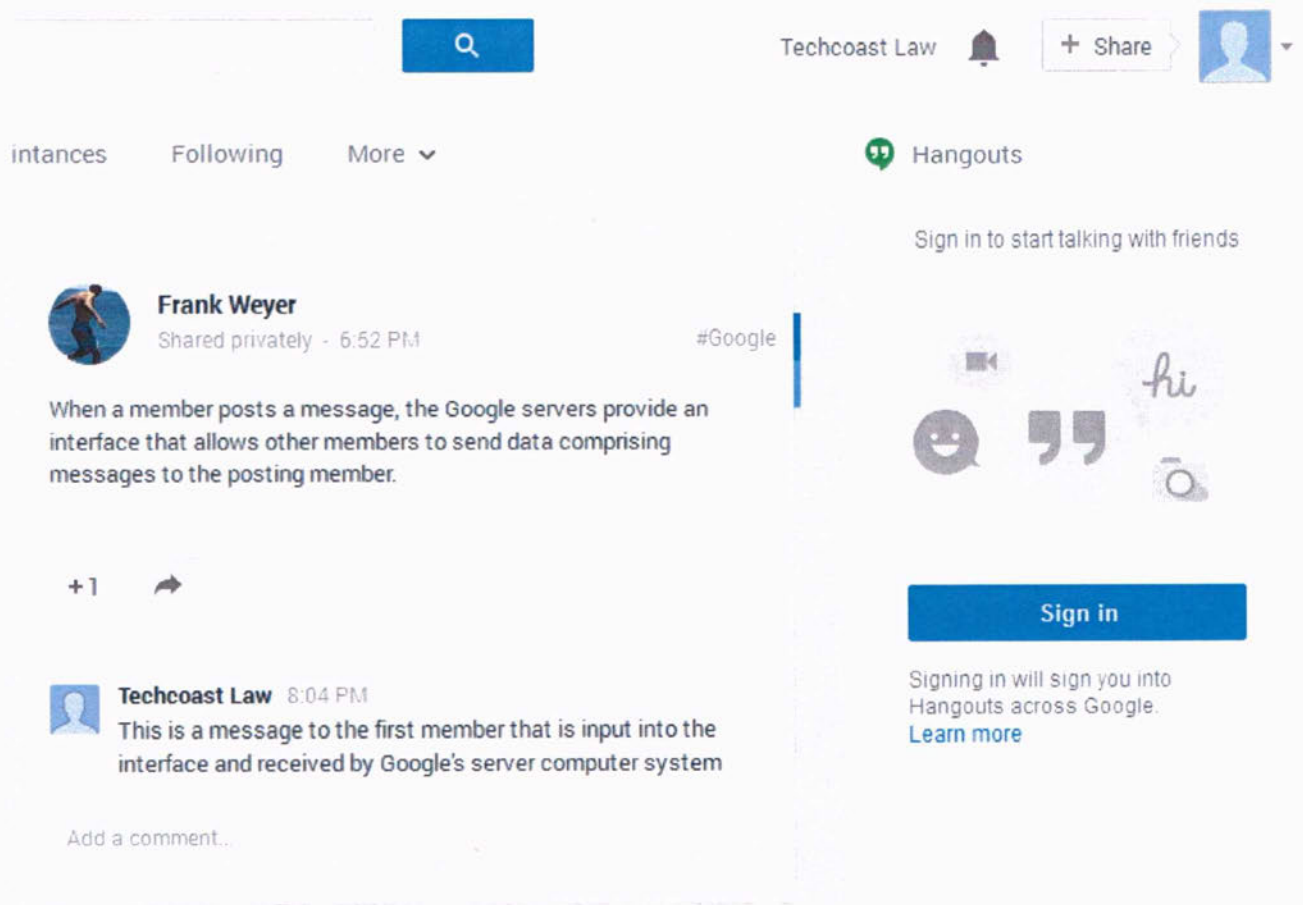 Techcoast Law
+ Share
intances Following More
Hangouts
Sign in to start talking with friends
Frank Weyer
Shared privately - 6:52 PM
#Google
When a member posts a message, the Google servers provide an
interface that allows other members to send data comprising
messages to the posting member.
hi
+1
Sign in
Signing in will sign you into
Hangouts across Google.
Learn more
Techcoast Law 8:04 PM
This is a message to the first member that is input into the
interface and received by Google's server computer system
Add a comment...